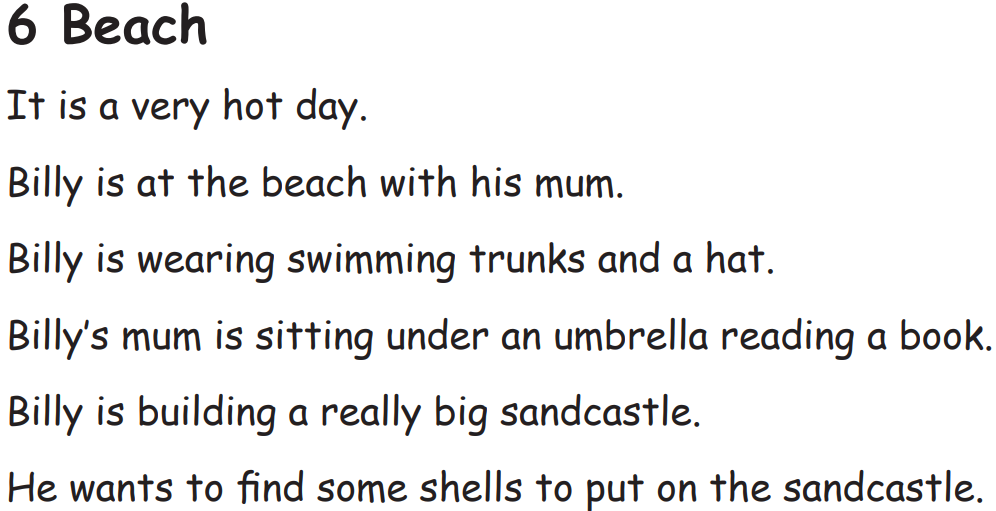 6 Beach
It is a very hot day.
Billy is at the beach with his mum.
Billy is wearing swimming trunks and a hat.
Billy’s mum is sitting under an umbrella reading a book.
Billy is building a really big sandcastle.
He wants to find some shells to put on the sandcastle.